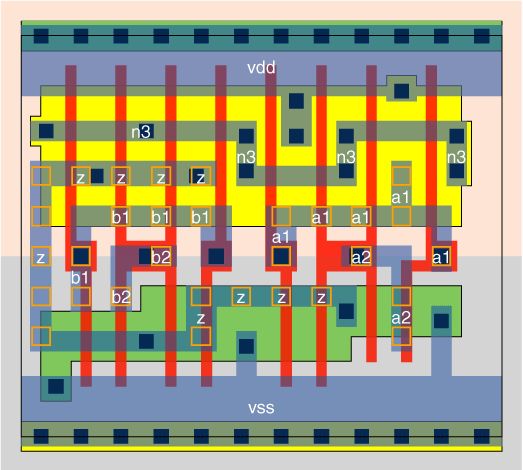 vdd
n3
n3 n3 n3
z z z z
a1
b1 b1 b1 a1 a1
a1
z b2 a2 a1
b1
b2 z z z
z a2
vss